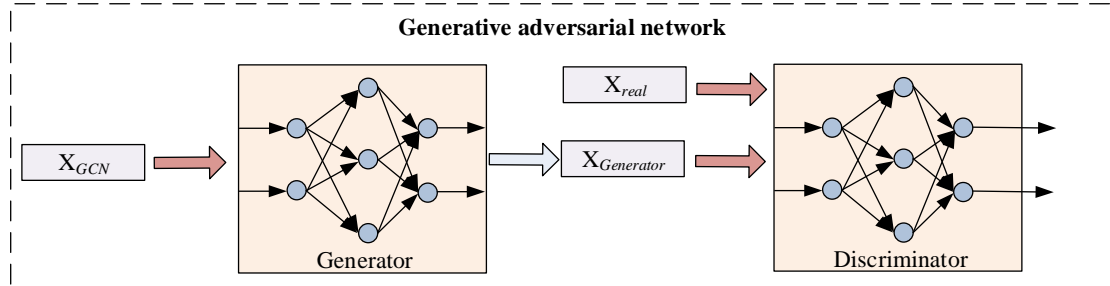 Generative adversarial network
X_GCN
Generator
X_real
X_Generator
Discriminator